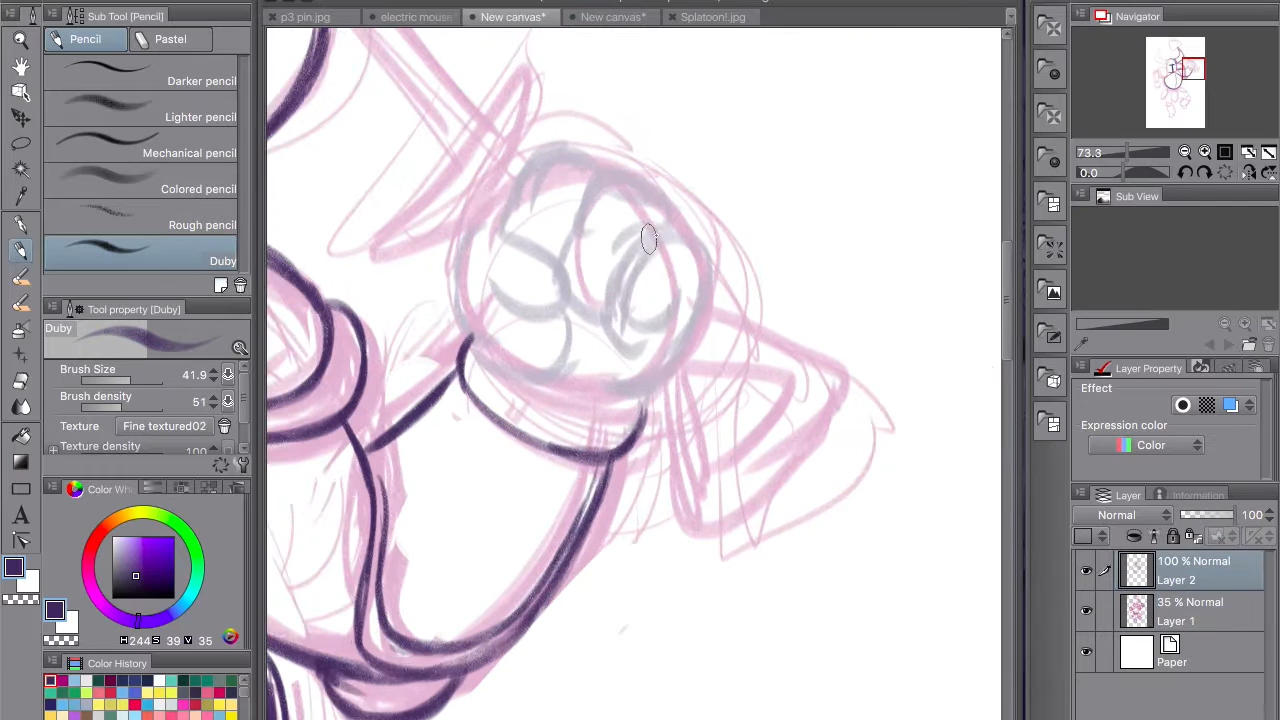 Sub Tool [Pencil]
Pencil
Pastel
Darker pencil
Lighter pencil
Mechanical pencil
Colored pencil
Rough pencil
Duby
Tool property [Duby]
Duby
Brush Size 41.9
Brush density 51
Texture Fine textured02
Texture density 100
Color Wh
H 244 S 39 V 35
Color History
p3 pin.jpg
electric mouse
New canvas*
New canvas*
Splatoon!.jpg
Navigator
73.3
0.0
Sub View
Layer Property
Effect
Expression color
Color
Layer
Information
Normal 100
100 % Normal
Layer 2
35 % Normal
Layer 1
Paper